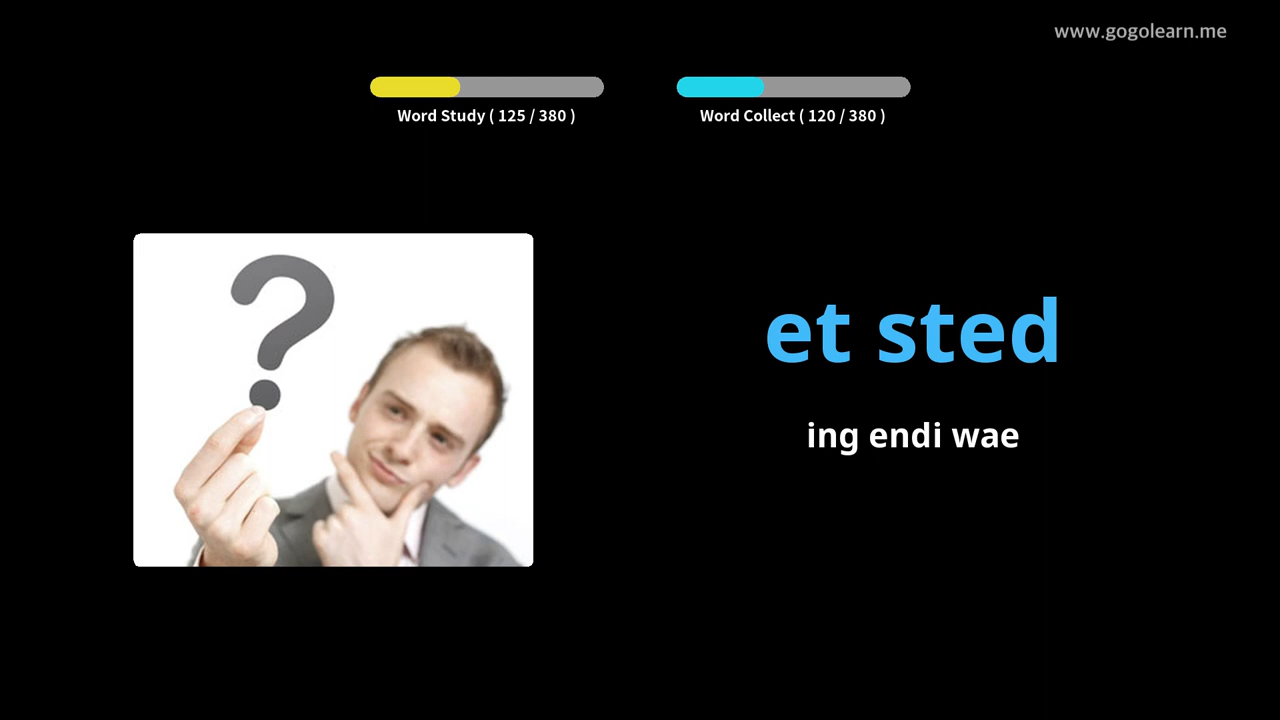 www.gogolearn.me
Word Study ( 125 / 380 )
Word Collect ( 120 / 380 )
et sted
ing endi wae